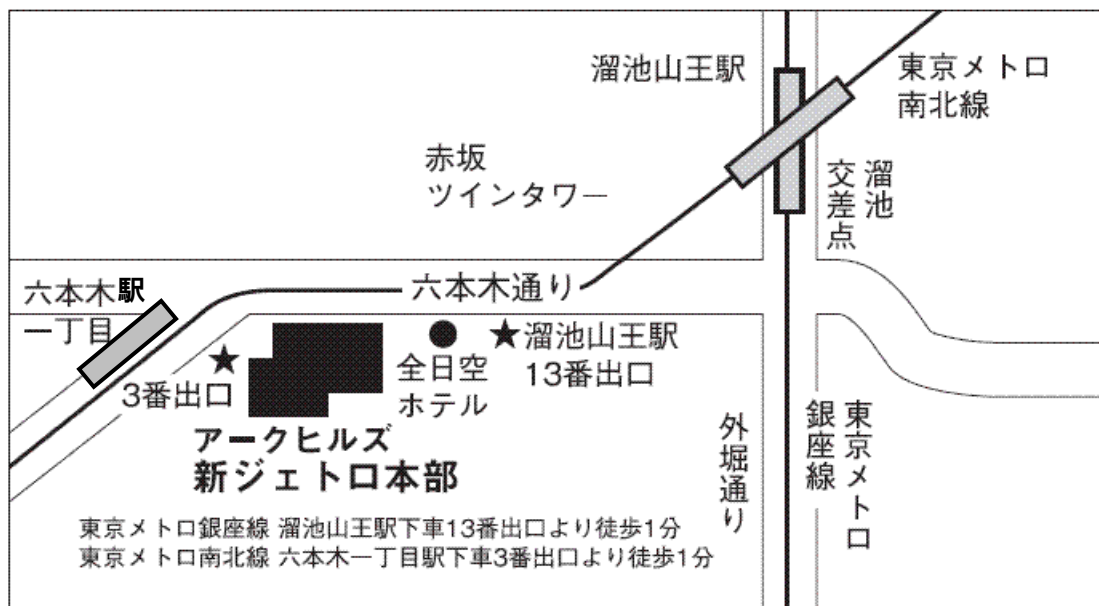 溜池山王駅
東京メトロ
南北線
赤坂
ツインタワー
溜池
交差点
六本木駅
一丁目
六本木通り
★溜池山王駅
13番出口
★
3番出口
●
全日空
ホテル
アークヒルズ
新ジェトロ本部
外堀通り
東京メトロ
銀座線
東京メトロ銀座線 溜池山王駅下車13番出口より徒歩1分
東京メトロ南北線 六本木一丁目駅下車3番出口より徒歩1分